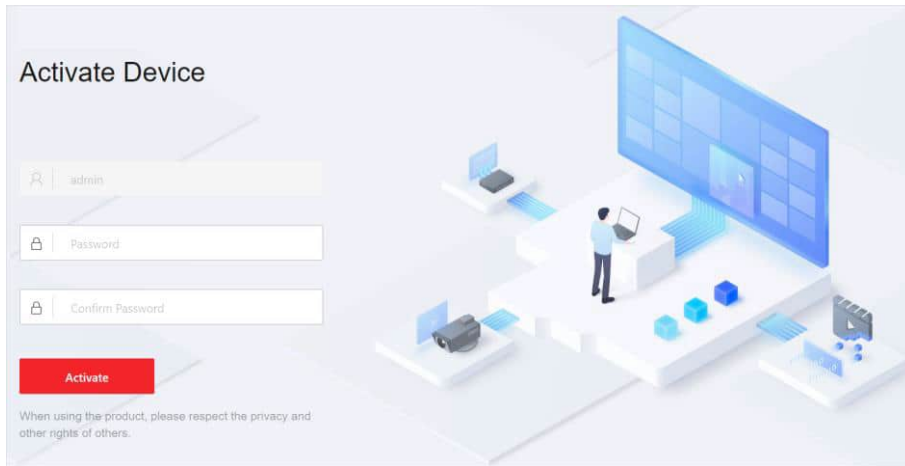 Activate Device
admin
Password
Confirm Password
Activate
When using the product, please respect the privacy and
other rights of others.